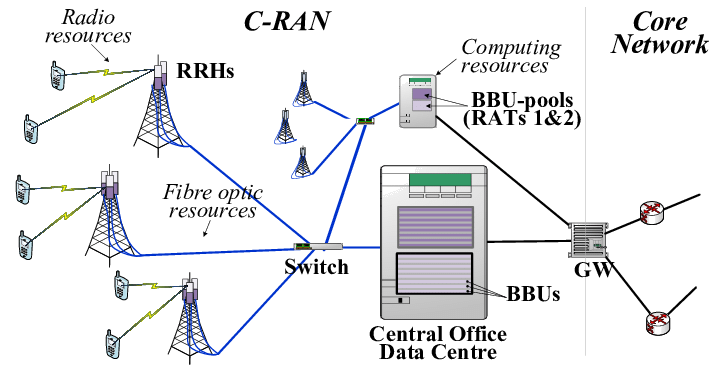 Radio
resources
C-RAN
Core
Network
RRHs
Computing
resources
BBU-pools
(RATs 1&2)
Fibre optic
resources
Switch
GW
BBUs
Central Office
Data Centre